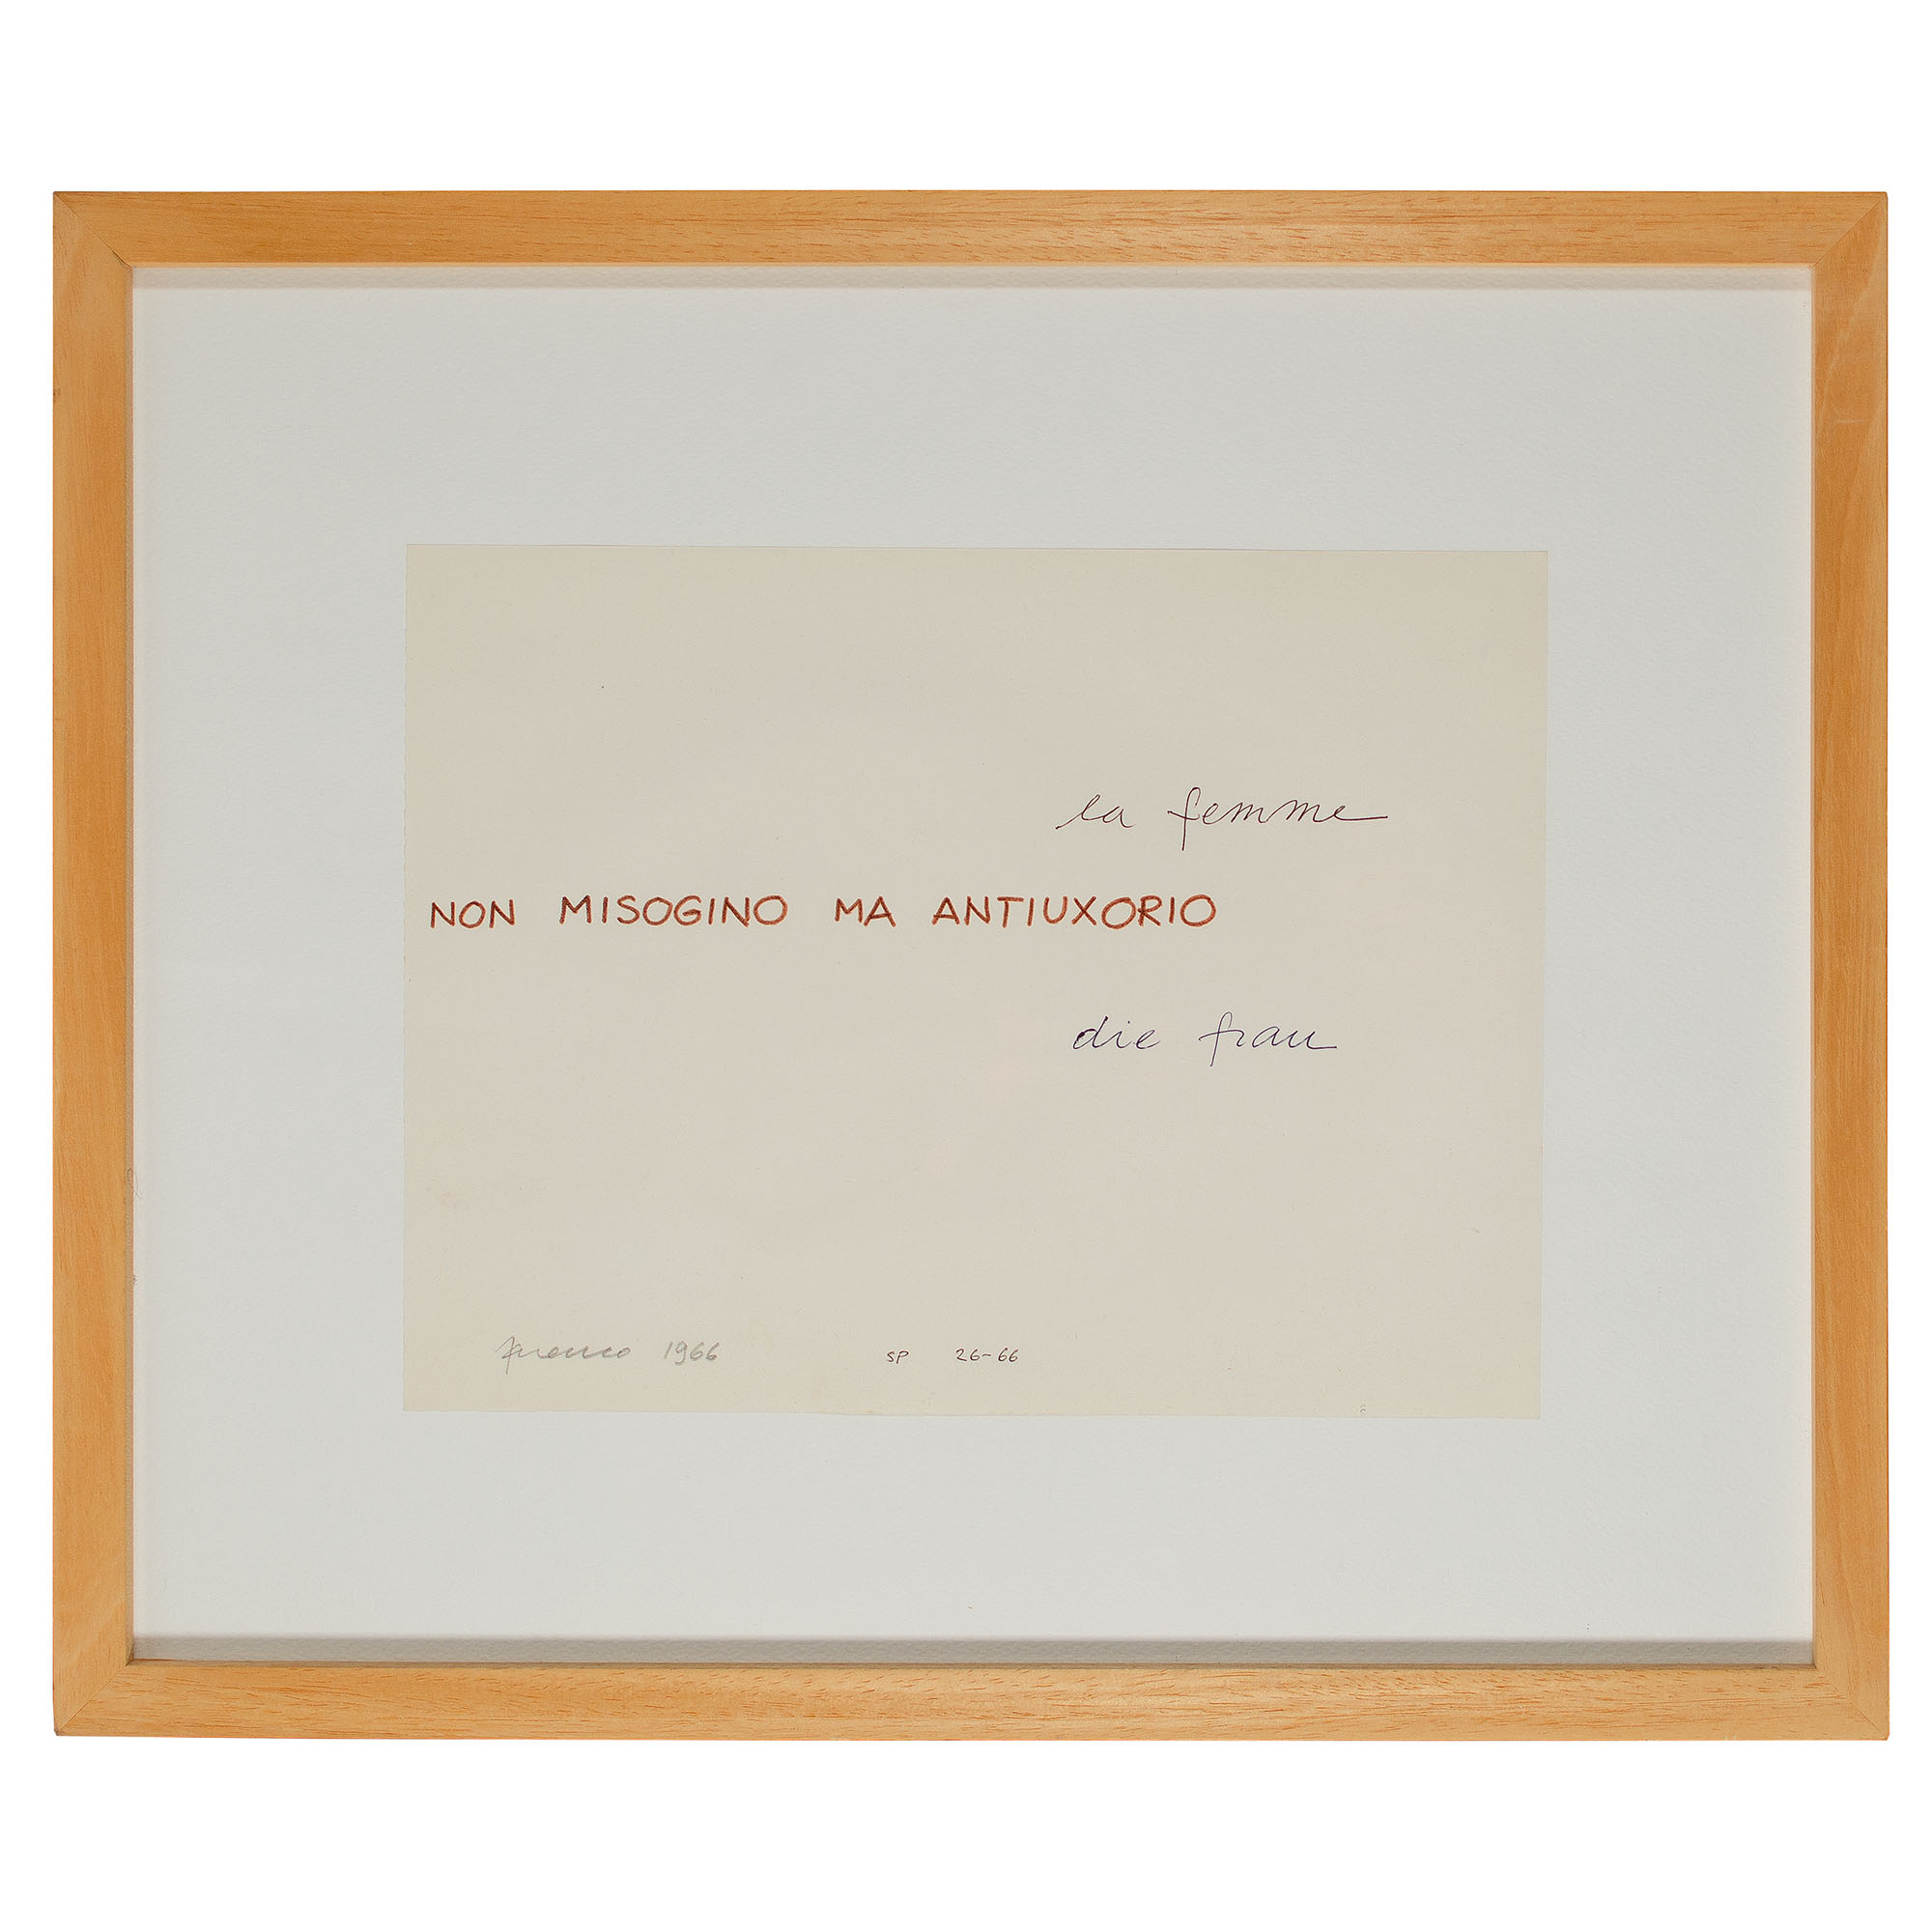 la femme
NON MISOGINO MA ANTIUXORIO
die frau
1966 SP 26-66